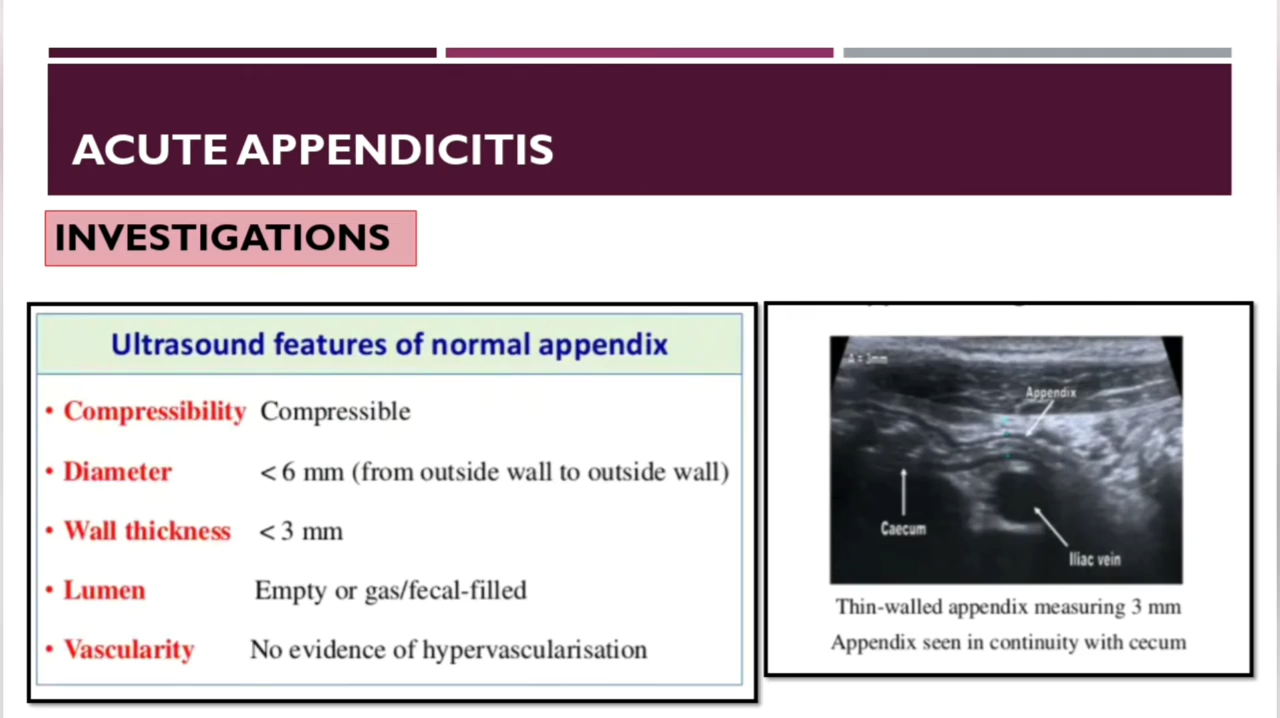 ACUTE APPENDICITIS
INVESTIGATIONS
Ultrasound features of normal appendix
• Compressibility Compressible
• Diameter < 6 mm (from outside wall to outside wall)
• Wall thickness < 3 mm
• Lumen Empty or gas/fecal-filled
• Vascularity No evidence of hypervascularisation
A = 3mm
Appendix
Caecum
Iliac vein
Thin-walled appendix measuring 3 mm
Appendix seen in continuity with cecum